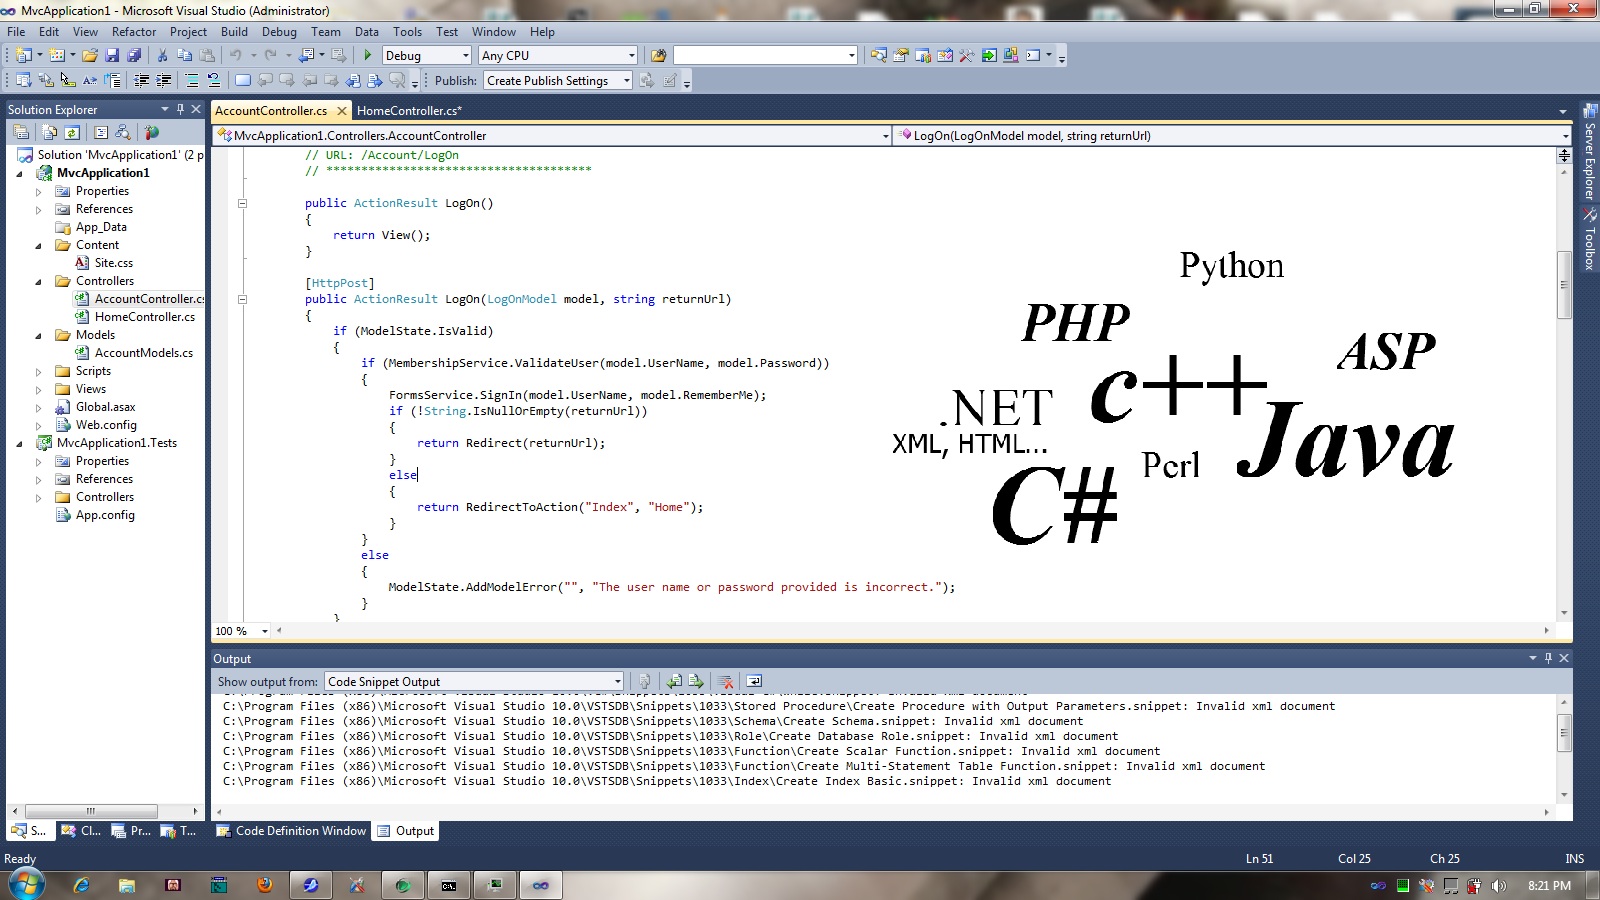 MvcApplication1 - Microsoft Visual Studio (Administrator)
File Edit View Refactor Project Build Debug Team Data Tools Test Window Help
Debug Any CPU
Publish: Create Publish Settings
Solution Explorer
Solution 'MvcApplication1' (2 p
MvcApplication1
Properties
References
App_Data
Content
Site.css
Controllers
AccountController.cs
HomeController.cs
Models
AccountModels.cs
Scripts
Views
Global.asax
Web.config
MvcApplication1.Tests
Properties
References
Controllers
App.config
S... Cl... Pr... T...
AccountController.cs HomeController.cs*
MvcApplication1.Controllers.AccountController LogOn(LogOnModel model, string returnUrl)
// URL: /Account/LogOn
// **************************************
public ActionResult LogOn()
{
return View();
}
[HttpPost]
public ActionResult LogOn(LogOnModel model, string returnUrl)
{
if (ModelState.IsValid)
{
if (MembershipService.ValidateUser(model.UserName, model.Password))
{
FormsService.SignIn(model.UserName, model.RememberMe);
if (!String.IsNullOrEmpty(returnUrl))
{
return Redirect(returnUrl);
}
else
{
return RedirectToAction("Index", "Home");
}
}
else
{
ModelState.AddModelError("", "The user name or password provided is incorrect.");
}
}
100 %
Python
PHP
ASP
c++
.NET
Java
XML, HTML...
Perl
C#
Server Explorer
Toolbox
Output
Show output from: Code Snippet Output
C:\Program Files (x86)\Microsoft Visual Studio 10.0\VSTSDB\Snippets\1033\Stored Procedure\Create Procedure with Output Parameters.snippet: Invalid xml document
C:\Program Files (x86)\Microsoft Visual Studio 10.0\VSTSDB\Snippets\1033\Schema\Create Schema.snippet: Invalid xml document
C:\Program Files (x86)\Microsoft Visual Studio 10.0\VSTSDB\Snippets\1033\Role\Create Database Role.snippet: Invalid xml document
C:\Program Files (x86)\Microsoft Visual Studio 10.0\VSTSDB\Snippets\1033\Function\Create Scalar Function.snippet: Invalid xml document
C:\Program Files (x86)\Microsoft Visual Studio 10.0\VSTSDB\Snippets\1033\Function\Create Multi-Statement Table Function.snippet: Invalid xml document
C:\Program Files (x86)\Microsoft Visual Studio 10.0\VSTSDB\Snippets\1033\Index\Create Index Basic.snippet: Invalid xml document
Code Definition Window Output
Ready Ln 51 Col 25 Ch 25 INS
8:21 PM